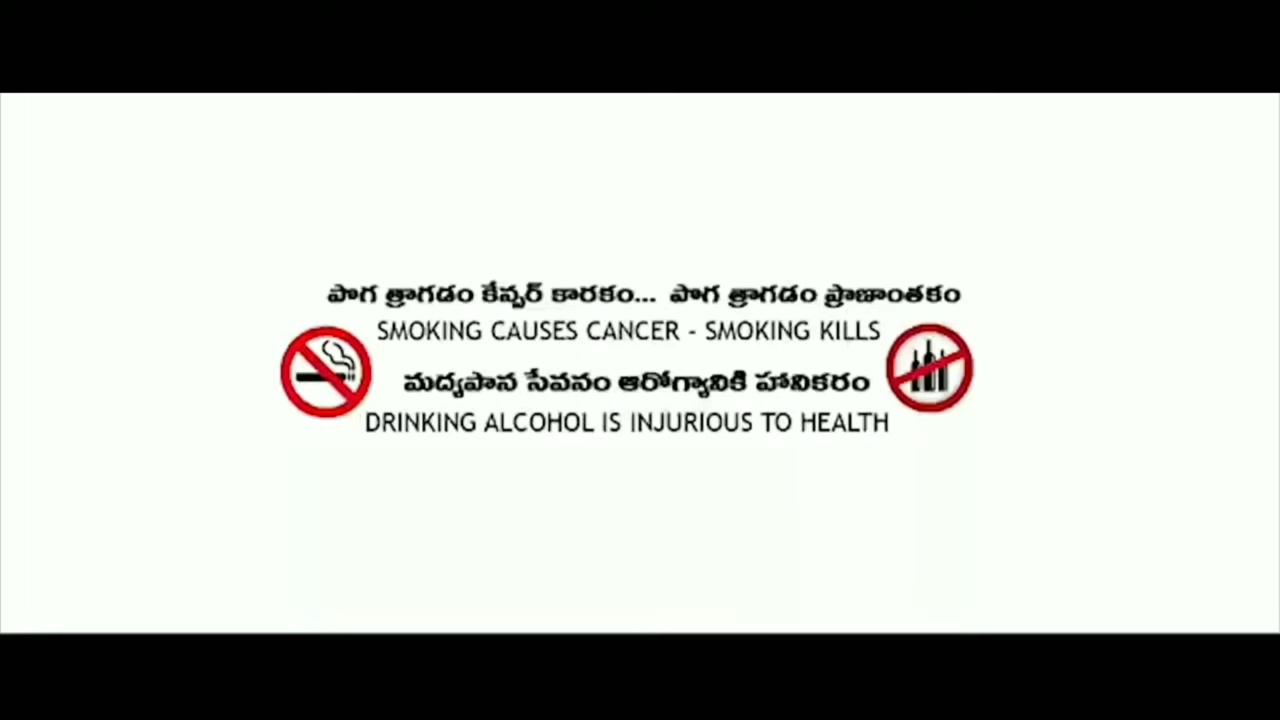 పొగ త్రాగడం కేన్సర్ కారకం... పొగ త్రాగడం ప్రాణాంతకం
SMOKING CAUSES CANCER - SMOKING KILLS
మద్యపాన సేవనం ఆరోగ్యానికి హానికరం
DRINKING ALCOHOL IS INJURIOUS TO HEALTH